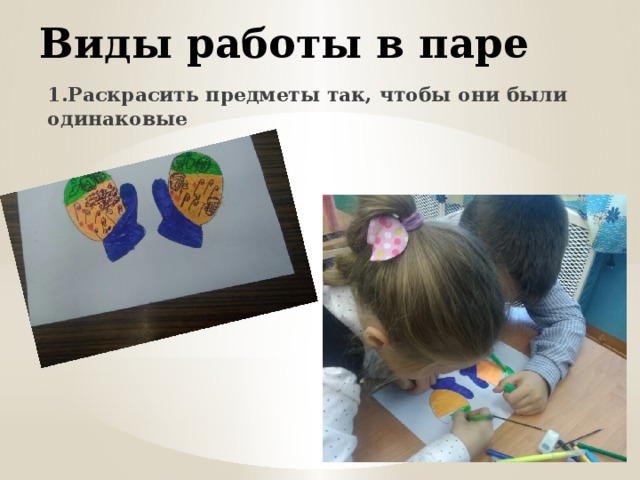 Виды работы в паре
1.Раскрасить предметы так, чтобы они были
одинаковые